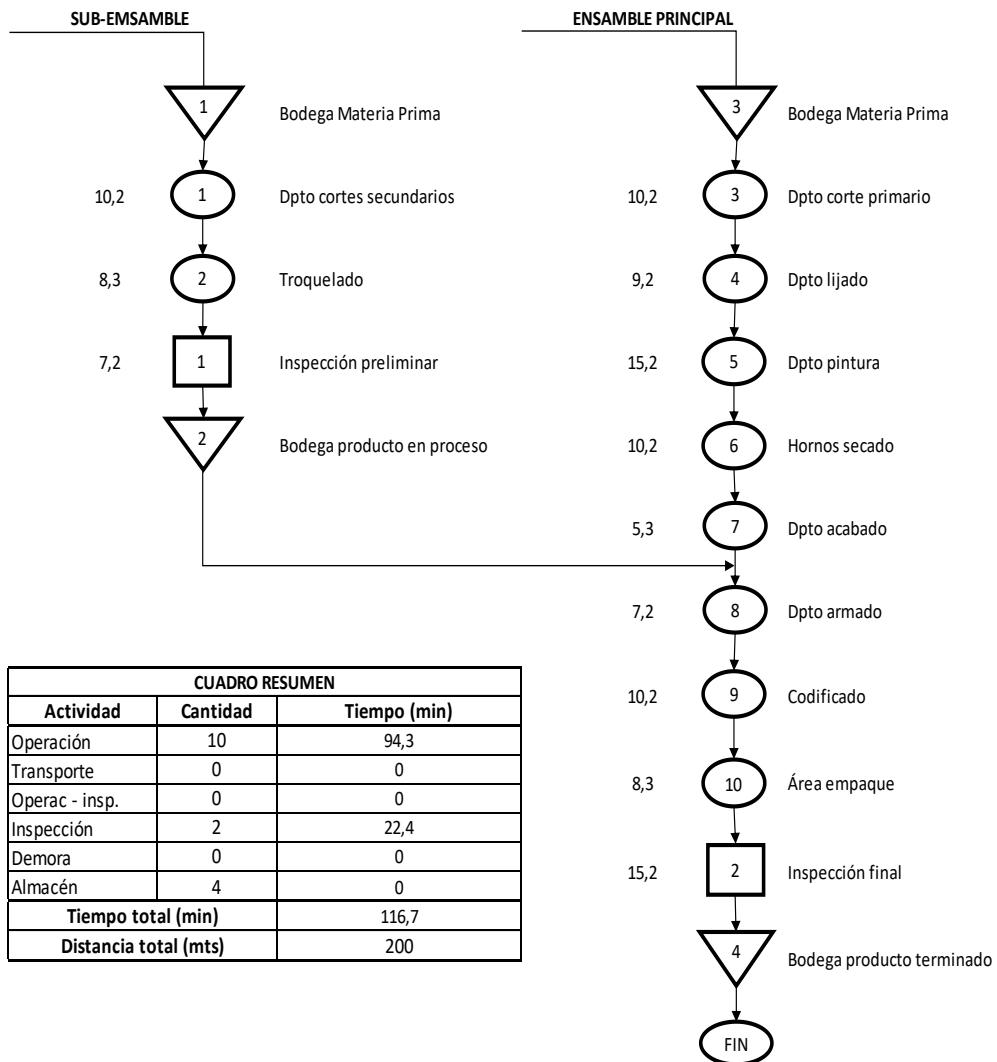 SUB-EMSAMBLE
1
Bodega Materia Prima
10,2 1 Dpto cortes secundarios
8,3 2 Troquelado
7,2 1 Inspección preliminar
2
Bodega producto en proceso
ENSAMBLE PRINCIPAL
3
Bodega Materia Prima
10,2 3 Dpto corte primario
9,2 4 Dpto lijado
15,2 5 Dpto pintura
10,2 6 Hornos secado
5,3 7 Dpto acabado
7,2 8 Dpto armado
10,2 9 Codificado
8,3 10 Área empaque
15,2 2 Inspección final
4
Bodega producto terminado
FIN
CUADRO RESUMEN
Actividad Cantidad Tiempo (min)
Operación 10 94,3
Transporte 0 0
Operac - insp. 0 0
Inspección 2 22,4
Demora 0 0
Almacén 4 0
Tiempo total (min) 116,7
Distancia total (mts) 200